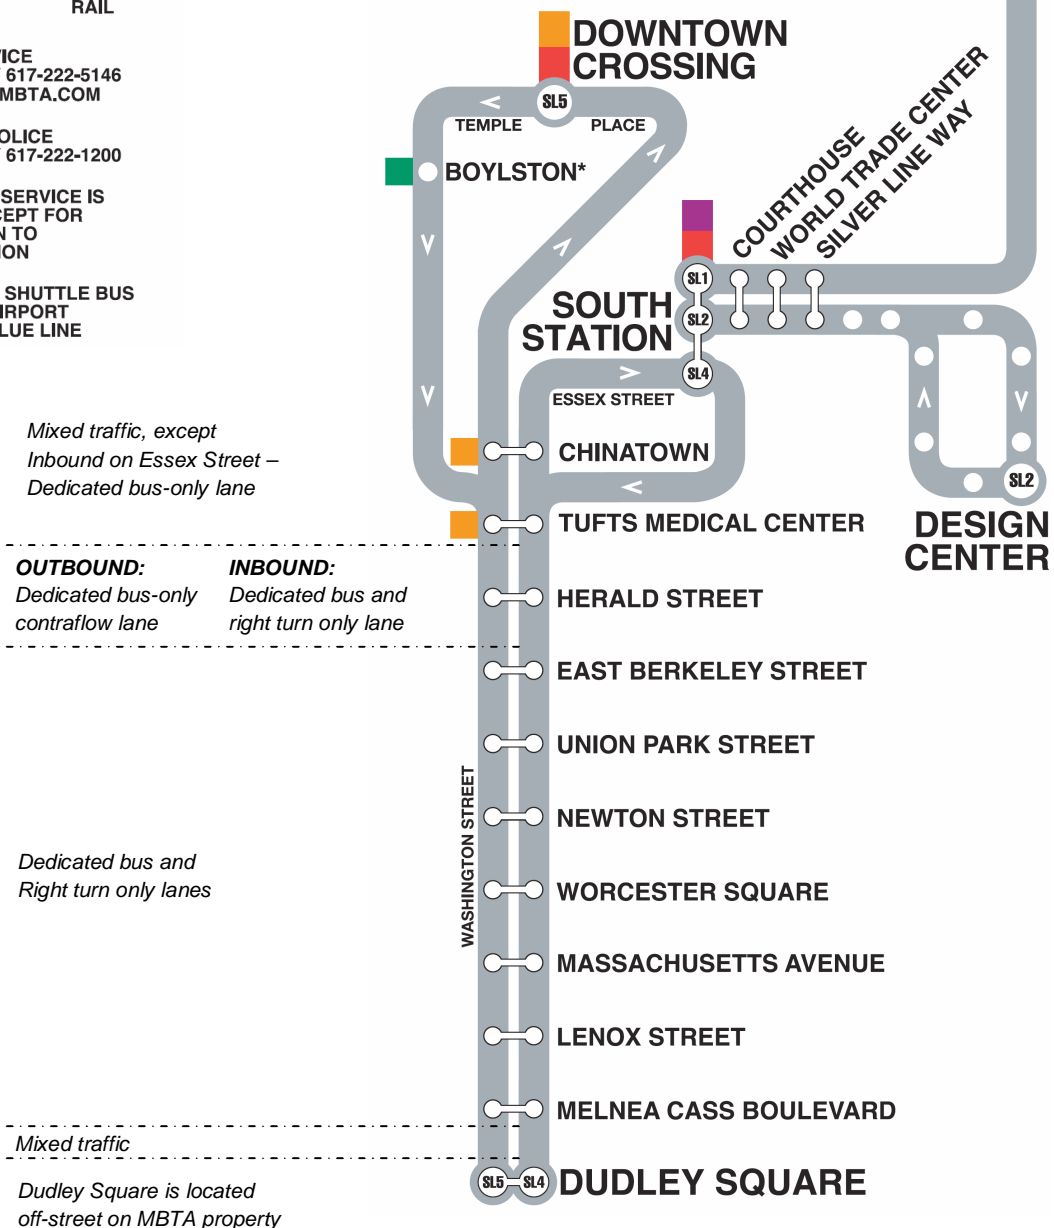 RAIL
617-222-5146
MBTA.COM
617-222-1200
SERVICE IS
FOR
TO
SHUTTLE BUS
LINE
DOWNTOWN
CROSSING
SL5
TEMPLE PLACE
BOYLSTON*
COURTHOUSE
WORLD TRADE CENTER
SILVER LINE WAY
SL1
SOUTH
STATION
SL2
SL4
ESSEX STREET
SL2
DESIGN
CENTER
Mixed traffic, except
Inbound on Essex Street –
Dedicated bus-only lane
CHINATOWN
TUFTS MEDICAL CENTER
OUTBOUND:
Dedicated bus-only
contraflow lane
INBOUND:
Dedicated bus and
right turn only lane
HERALD STREET
EAST BERKELEY STREET
UNION PARK STREET
NEWTON STREET
WASHINGTON STREET
Dedicated bus and
Right turn only lanes
WORCESTER SQUARE
MASSACHUSETTS AVENUE
LENOX STREET
MELNEA CASS BOULEVARD
Mixed traffic
SL5 SL4 DUDLEY SQUARE
Dudley Square is located
off-street on MBTA property